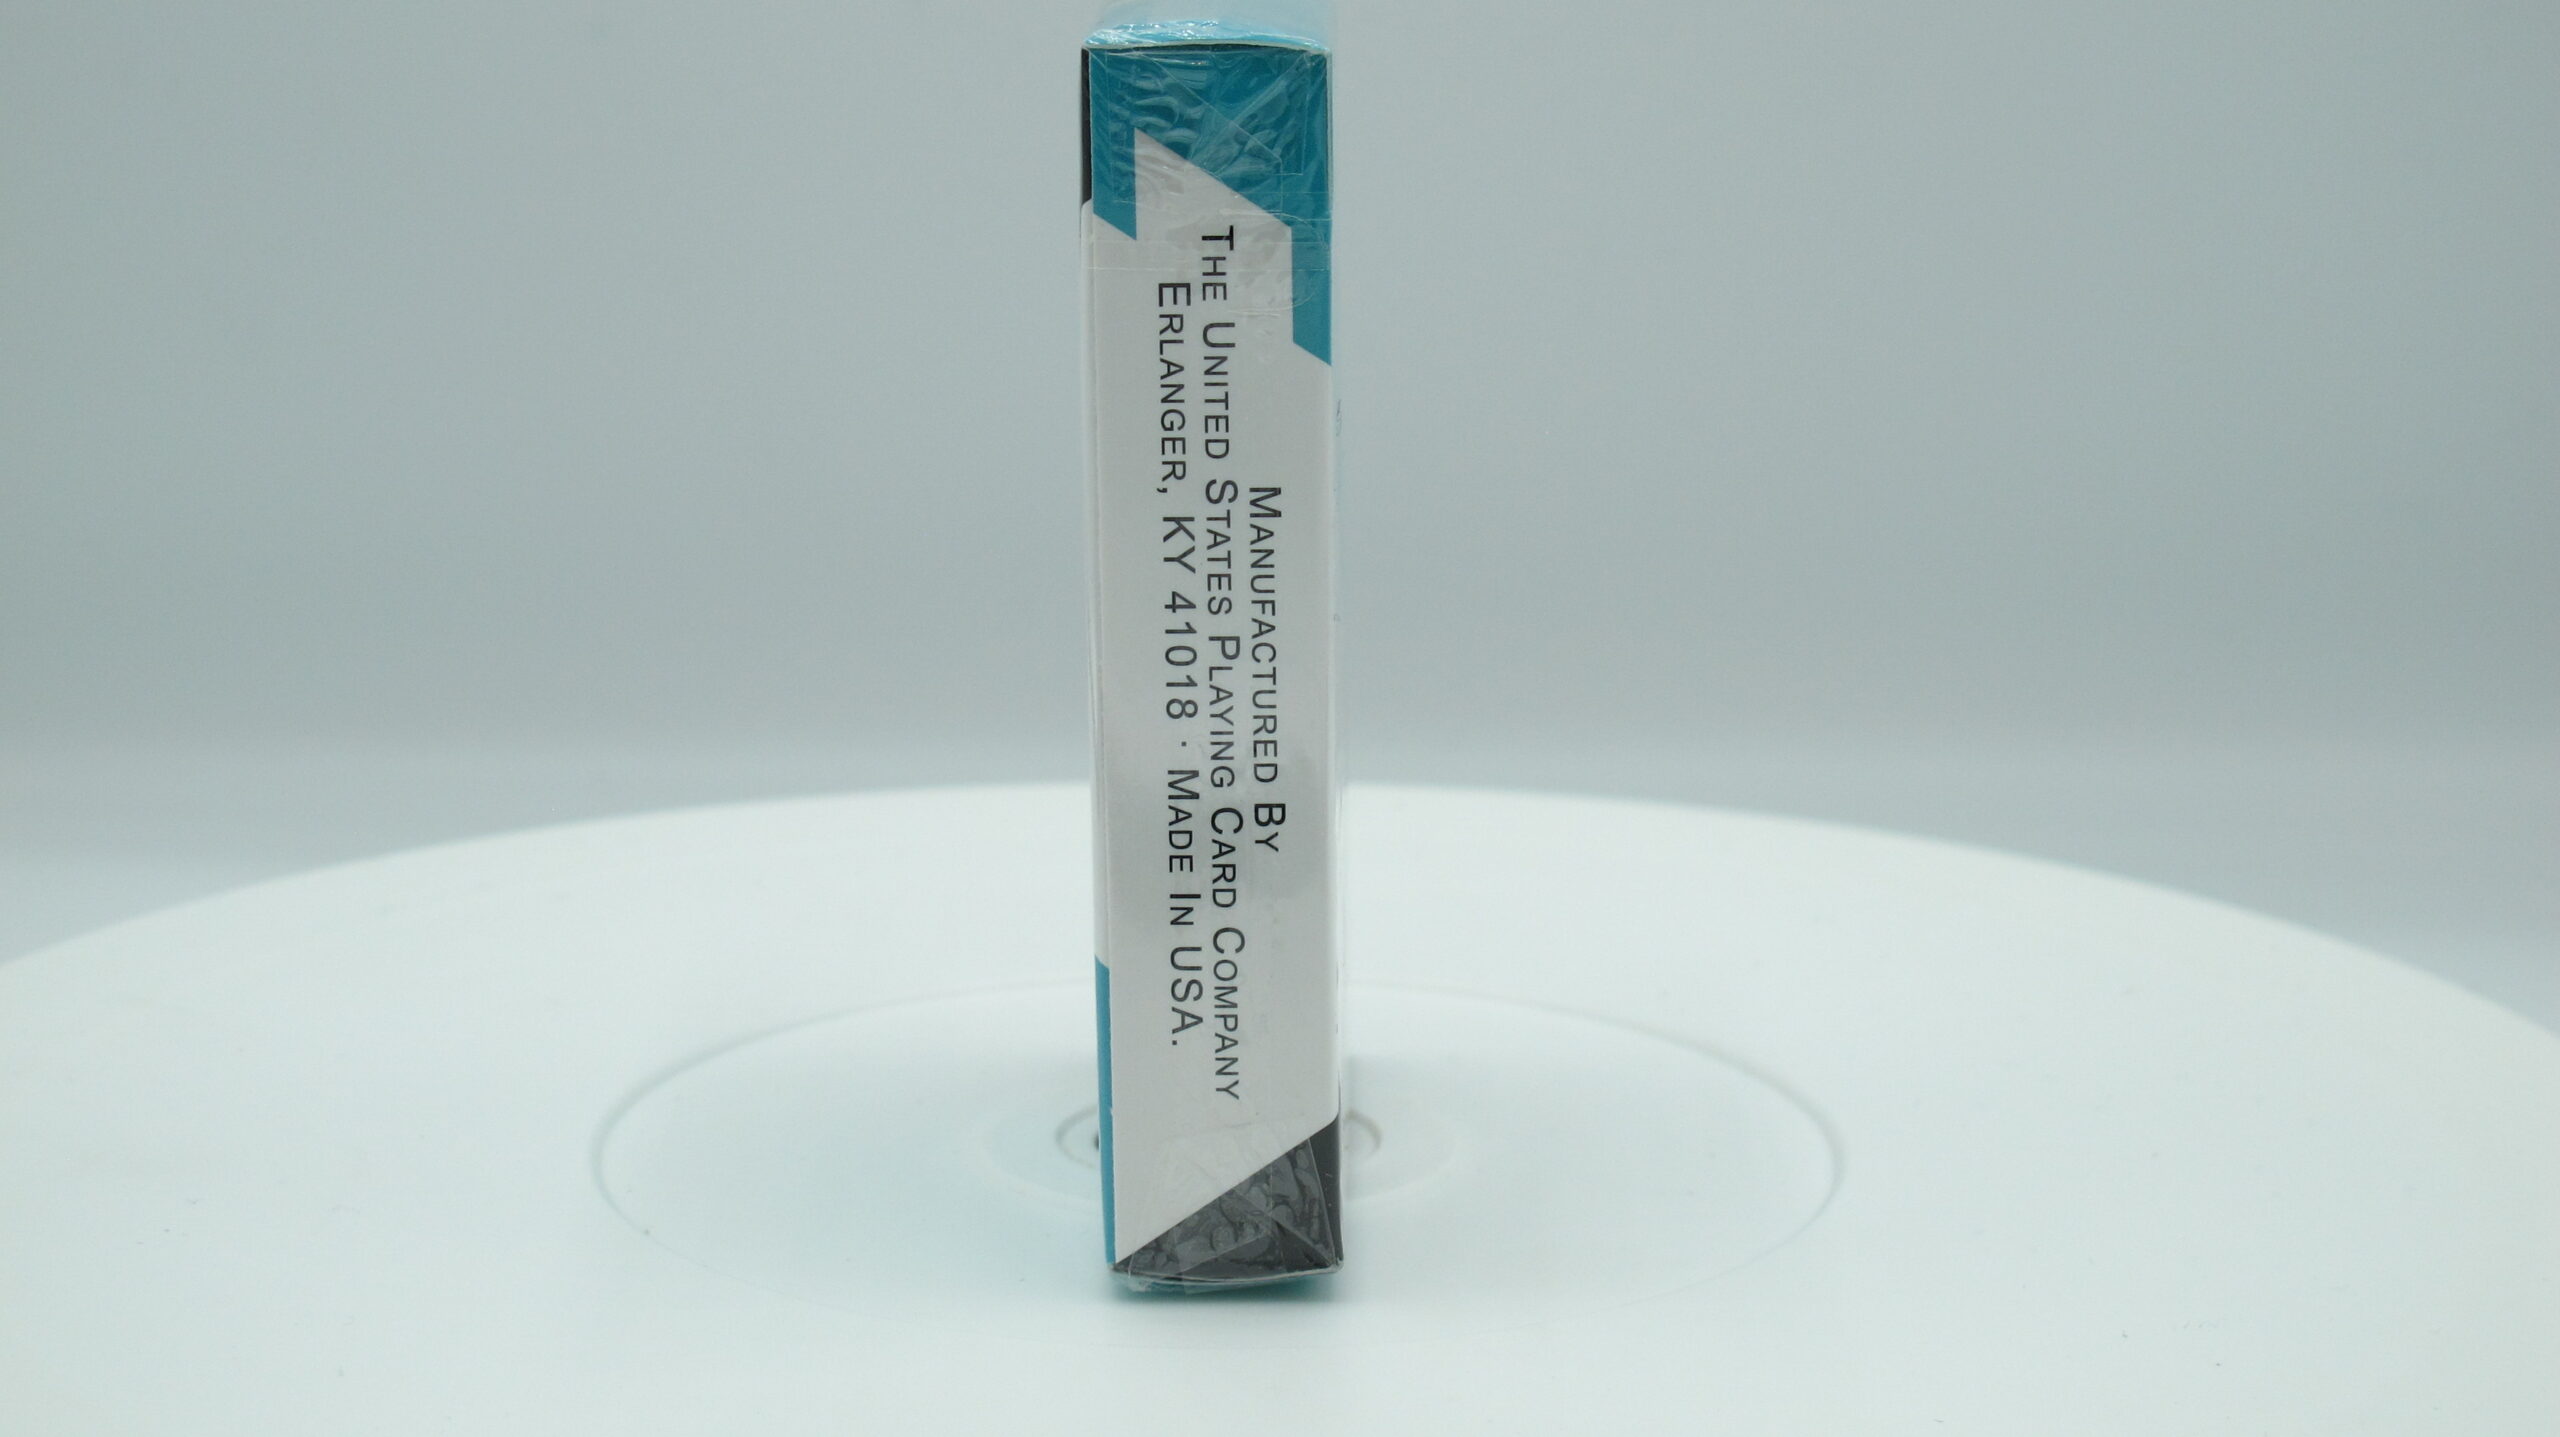 Manufactured By
The United States Playing Card Company
Erlanger, KY 41018 · Made In USA.